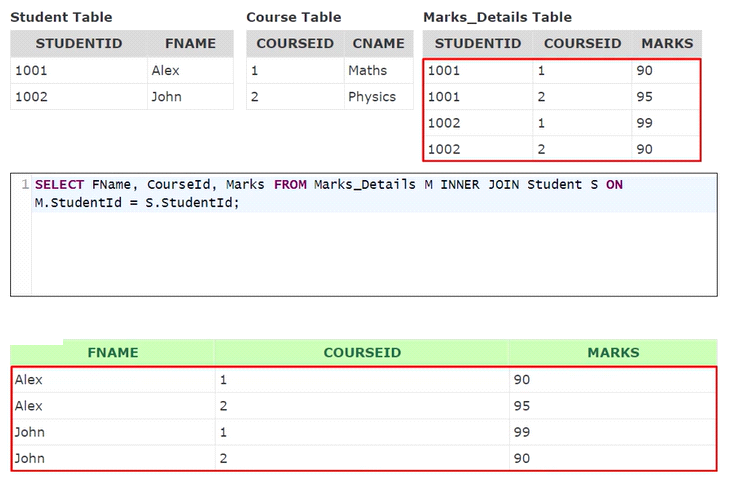 Student Table Course Table Marks_Details Table
STUDENTID FNAME COURSEID CNAME STUDENTID COURSEID MARKS
1001 Alex 1 Maths 1001 1 90
1002 John 2 Physics 1001 2 95
1002 1 99
1002 2 90
1 SELECT FName, CourseId, Marks FROM Marks_Details M INNER JOIN Student S ON
M.StudentId = S.StudentId;
FNAME COURSEID MARKS
Alex 1 90
Alex 2 95
John 1 99
John 2 90